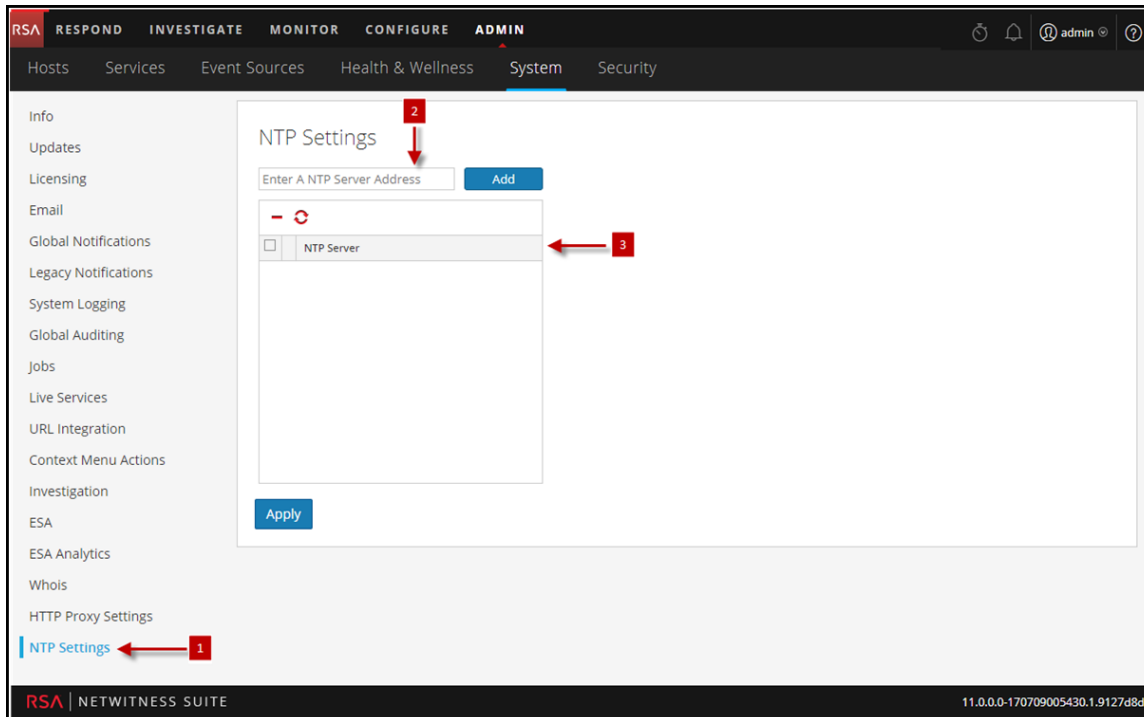 RSA RESPOND INVESTIGATE MONITOR CONFIGURE ADMIN admin ?
Hosts Services Event Sources Health & Wellness System Security
Info
Updates
Licensing
Email
Global Notifications
Legacy Notifications
System Logging
Global Auditing
Jobs
Live Services
URL Integration
Context Menu Actions
Investigation
ESA
ESA Analytics
Whois
HTTP Proxy Settings
NTP Settings 1
2
NTP Settings
Enter A NTP Server Address Add
NTP Server 3
Apply
RSA | NETWITNESS SUITE 11.0.0.0-170709005430.1.9127d8d